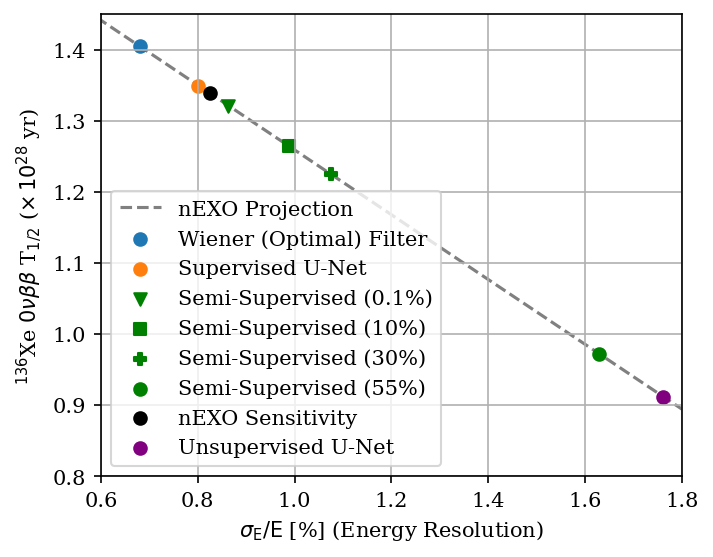 1.4
1.3
1.2
1.1
1.0
0.9
0.8
¹³⁶Xe 0νββ T₁/₂ (× 10²⁸ yr)
nEXO Projection
Wiener (Optimal) Filter
Supervised U-Net
Semi-Supervised (0.1%)
Semi-Supervised (10%)
Semi-Supervised (30%)
Semi-Supervised (55%)
nEXO Sensitivity
Unsupervised U-Net
0.6 0.8 1.0 1.2 1.4 1.6 1.8
σ_E/E [%] (Energy Resolution)